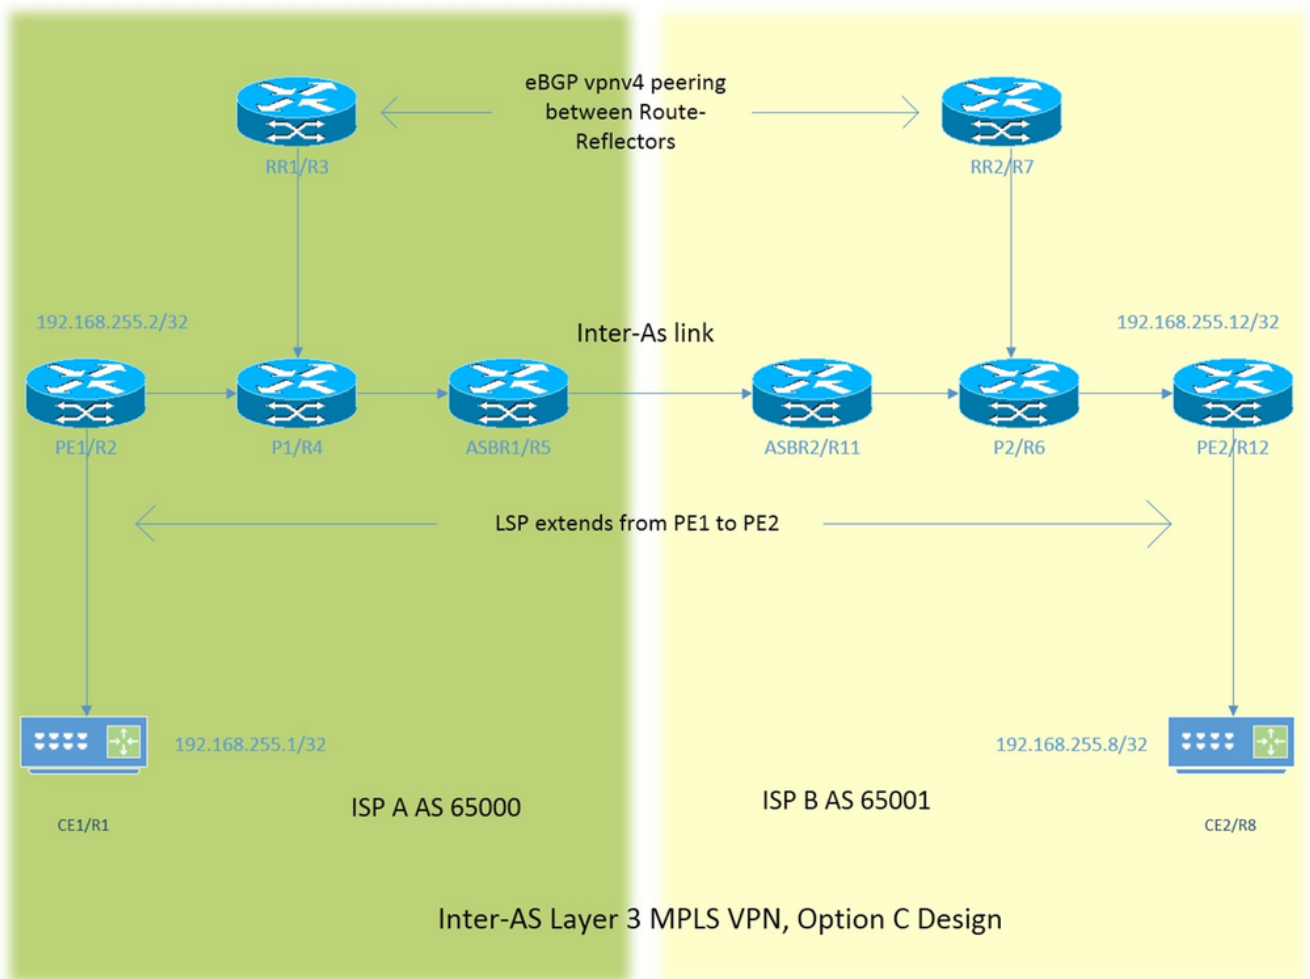 eBGP vpnv4 peering
between Route-
Reflectors
RR1/R3
RR2/R7
192.168.255.2/32
Inter-As link
192.168.255.12/32
PE1/R2
P1/R4
ASBR1/R5
ASBR2/R11
P2/R6
PE2/R12
LSP extends from PE1 to PE2
192.168.255.1/32
192.168.255.8/32
ISP A AS 65000
ISP B AS 65001
CE1/R1
CE2/R8
Inter-AS Layer 3 MPLS VPN, Option C Design